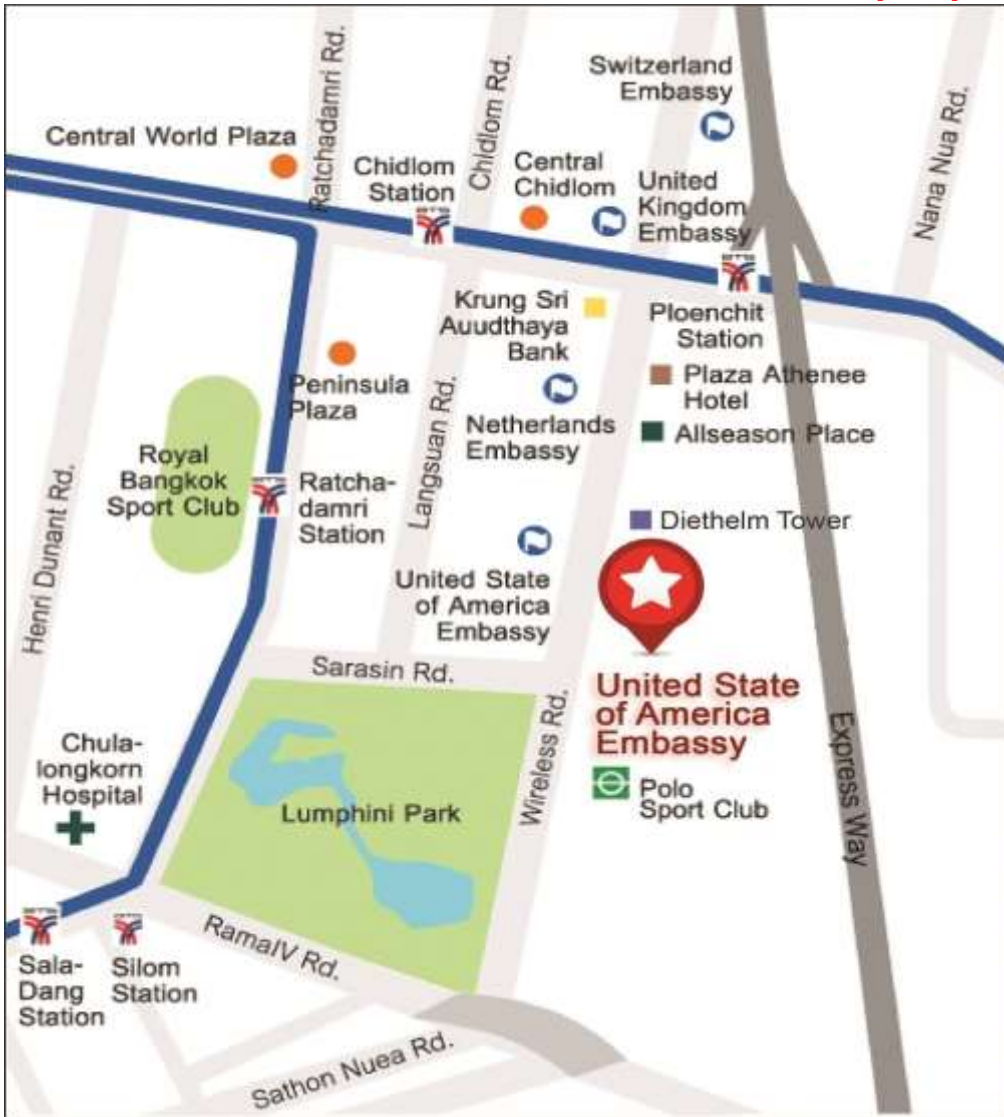 Switzerland
Embassy
Ratchadamri Rd.
Chidlom Rd.
Nana Nua Rd.
Central World Plaza
Chidlom
Station
Central
Chidlom
United
Kingdom
Embassy
Krung Sri
Auudthaya
Bank
Ploenchit
Station
Peninsula
Plaza
Plaza Athenee
Hotel
Netherlands
Embassy
Allseason Place
Royal
Bangkok
Sport Club
Ratcha-
damri
Station
Langsuan Rd.
Henri Dunant Rd.
Diethelm Tower
United State
of America
Embassy
Sarasin Rd.
United State
of America
Embassy
Wireless Rd.
Express Way
Chula-
longkorn
Hospital
Lumphini Park
Polo
Sport Club
RamaIV Rd.
Sala-
Dang
Station
Silom
Station
Sathon Nuea Rd.